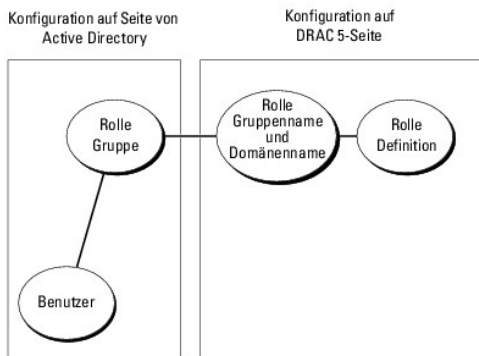 Konfiguration auf Seite von
Active Directory
Konfiguration auf
DRAC 5-Seite
Rolle
Gruppe
Rolle
Gruppenname
und
Domänenname
Rolle
Definition
Benutzer